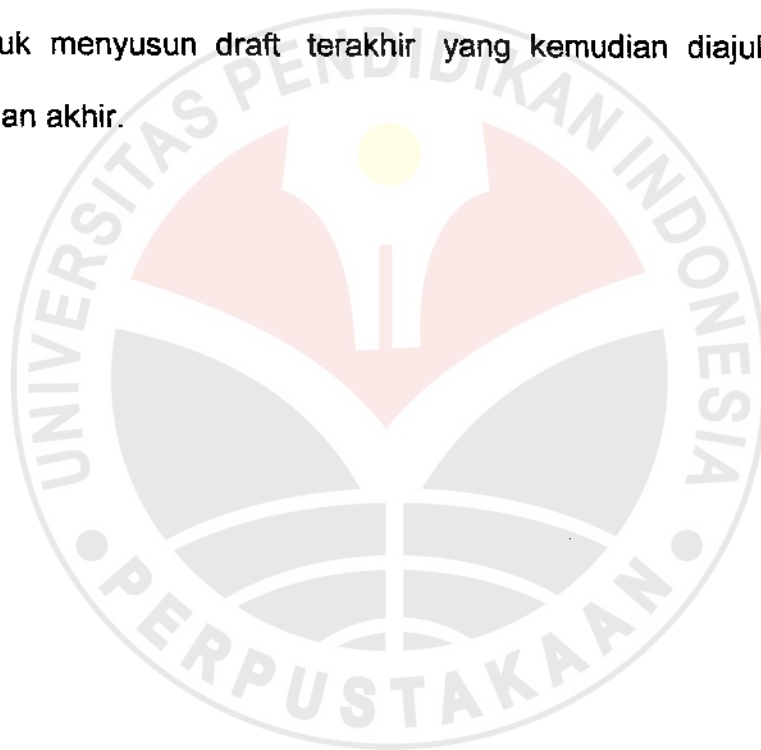 uk menyusun draft terakhir yang kemudian diajul
an akhir.
UNIVERSITAS PENDIDIKAN INDONESIA
PERPUSTAKAAN